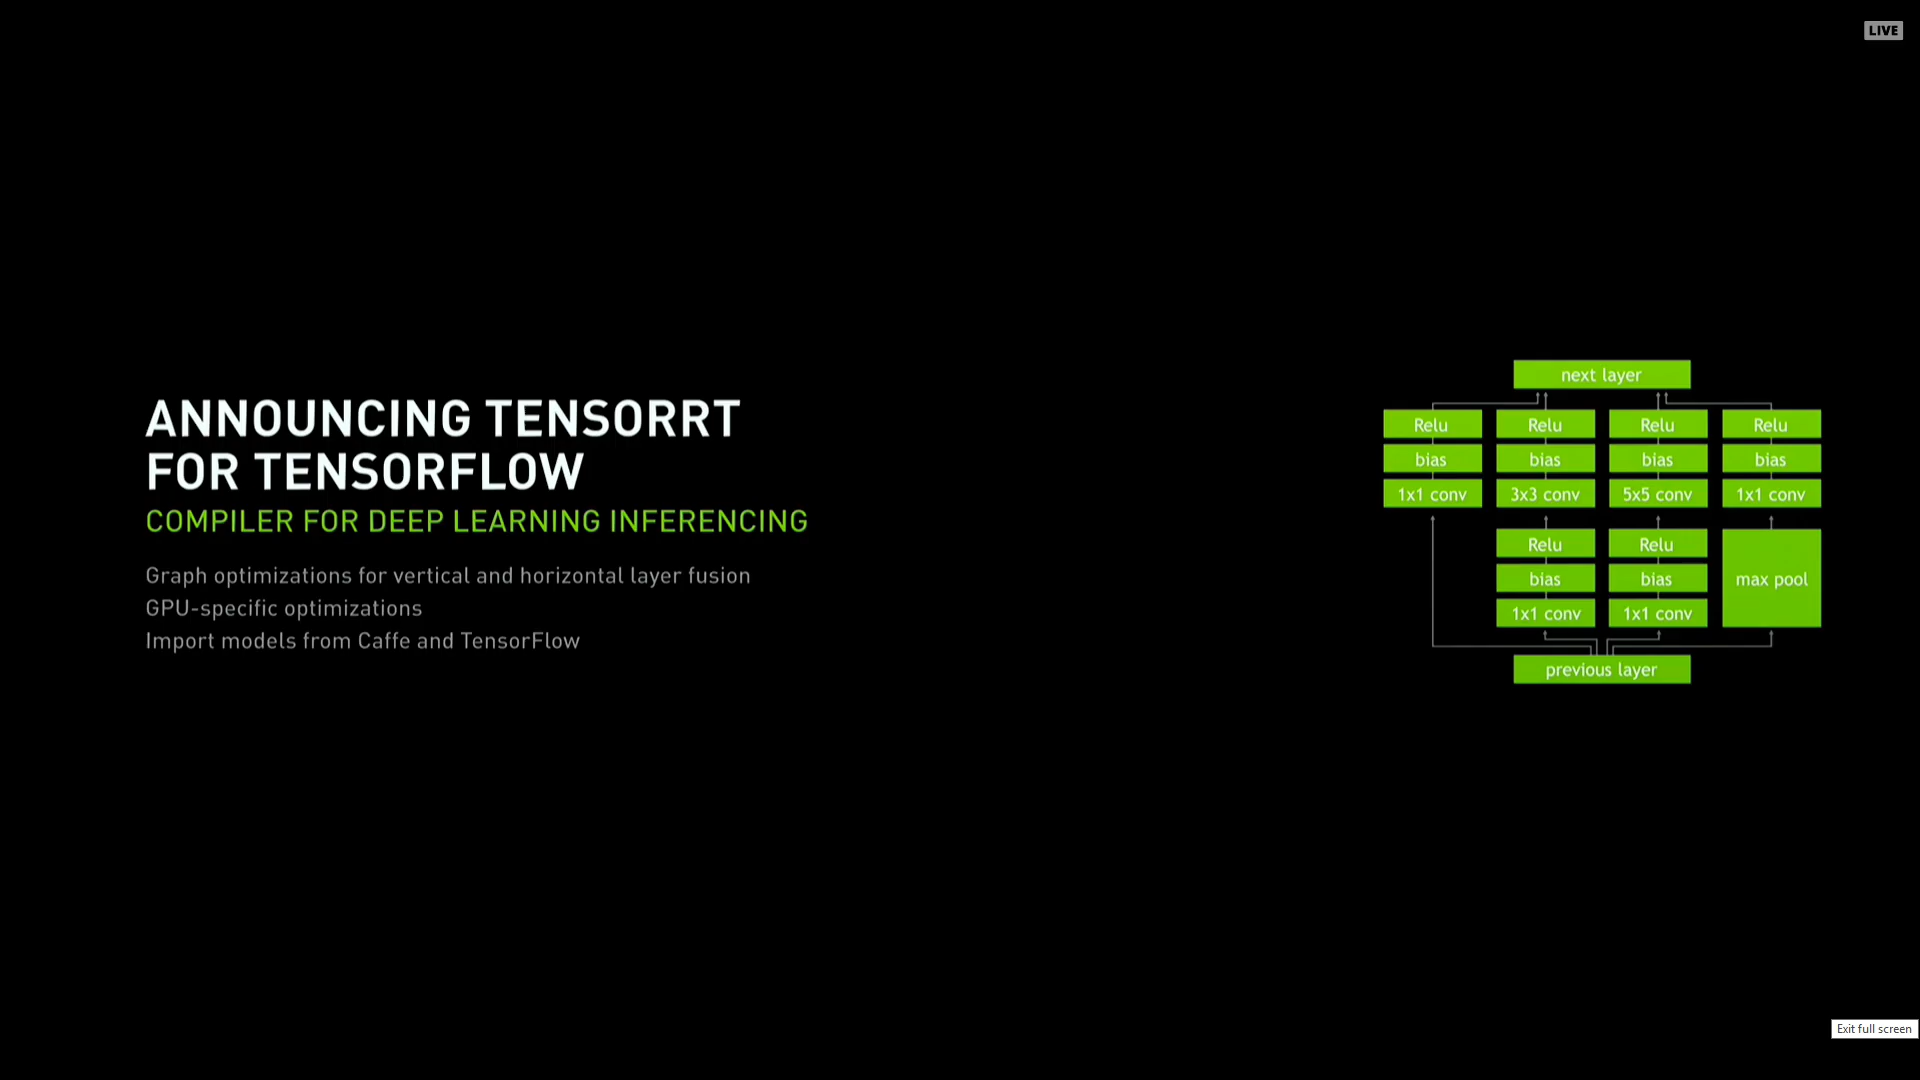 LIVE
ANNOUNCING TENSORRT
FOR TENSORFLOW
COMPILER FOR DEEP LEARNING INFERENCING
Graph optimizations for vertical and horizontal layer fusion
GPU-specific optimizations
Import models from Caffe and TensorFlow
next layer
Relu Relu Relu Relu
bias bias bias bias
1x1 conv 3x3 conv 5x5 conv 1x1 conv
Relu Relu
bias bias max pool
1x1 conv 1x1 conv
previous layer
Exit full screen